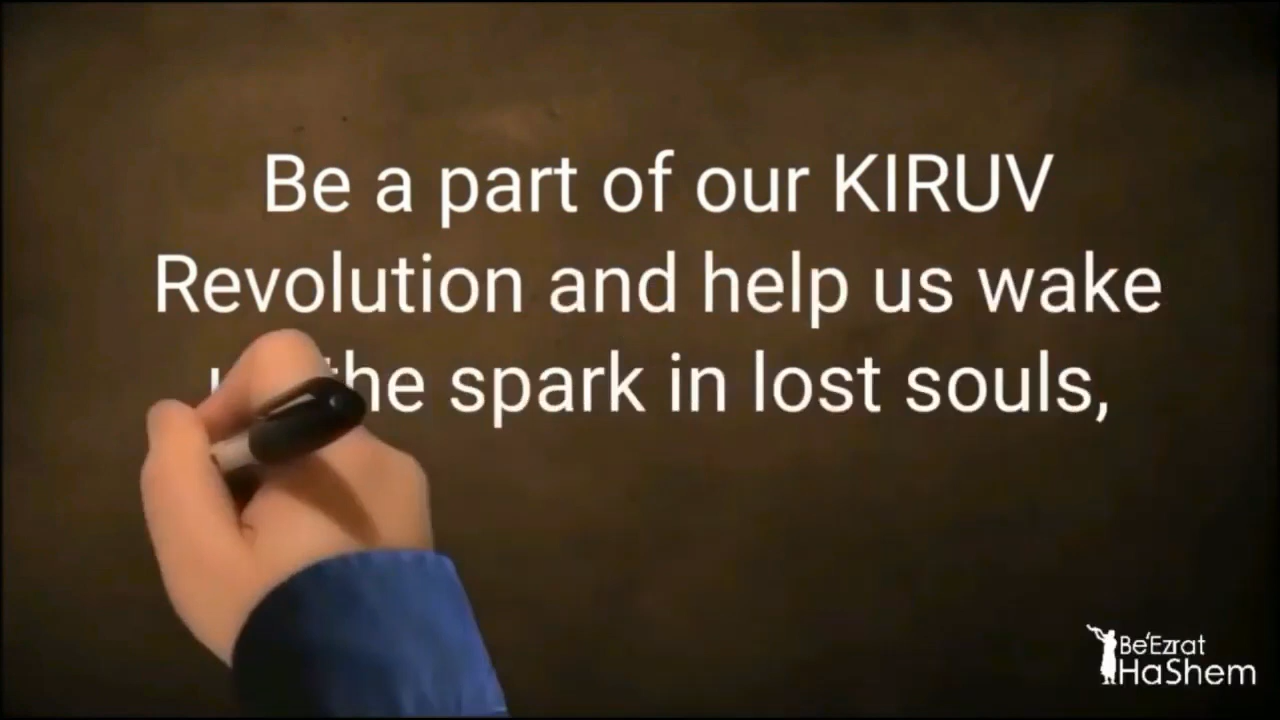 Be a part of our KIRUV
Revolution and help us wake
the spark in lost souls,
Be'Ezrat
HaShem